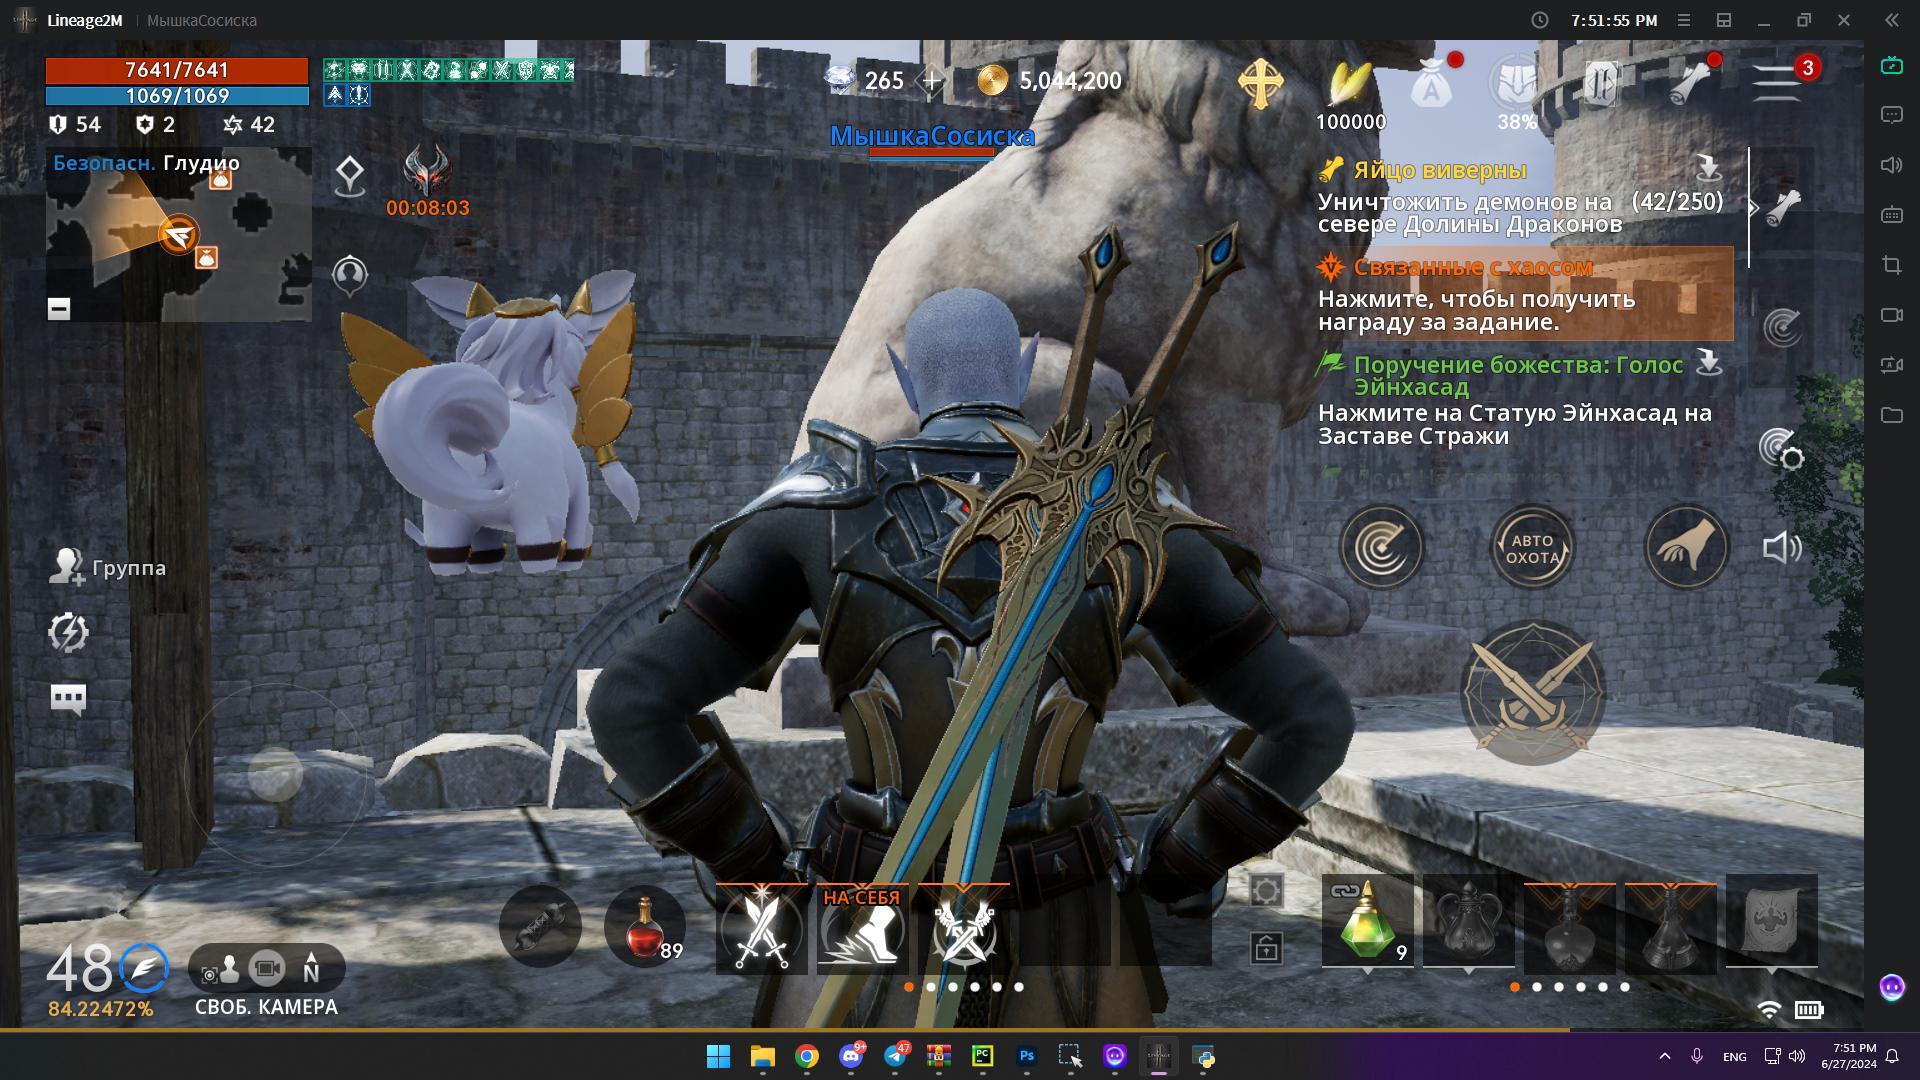 Lineage2M | МышкаСосиска
7:51:55 PM
7641/7641
1069/1069
54 2 42
265
5,044,200
МышкаСосиска
100000
38%
3
Безопасн. Глудио
00:08:03
Яйцо виверны
Уничтожить демонов на (42/250)
севере Долины Драконов
Связанные с хаосом
Нажмите, чтобы получить
награду за задание.
Поручение божества: Голос
Эйнхасад
Нажмите на Статую Эйнхасад на
Заставе Стражи
Группа
АВТО
ОХОТА
НА СЕБЯ
89
9
48
84.22472%
N
СВОБ. КАМЕРА
9+
47
PC
Ps
ENG
7:51 PM
6/27/2024